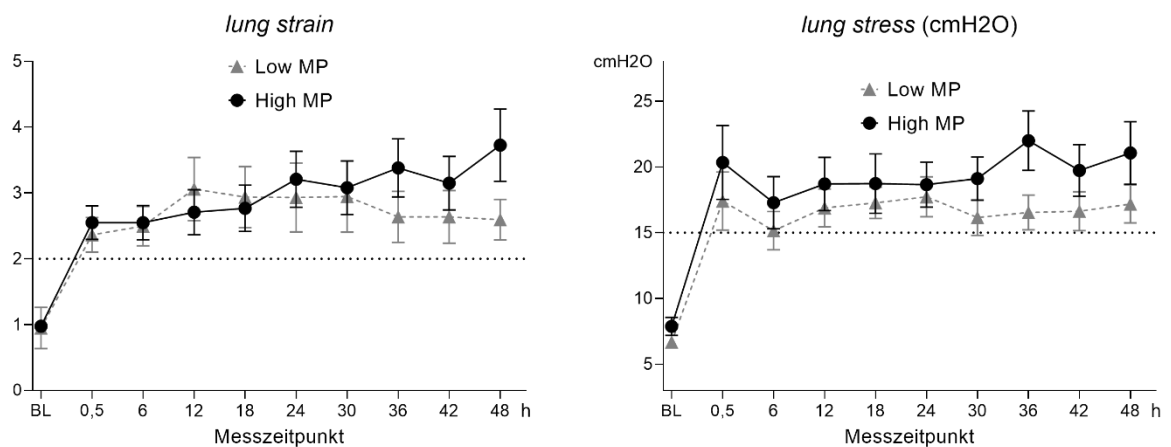 lung strain
5
4
3
2
1
0
Low MP
High MP
BL 0,5 6 12 18 24 30 36 42 48 h
Messzeitpunkt
lung stress (cmH2O)
cmH2O
25
20
15
10
5
Low MP
High MP
BL 0,5 6 12 18 24 30 36 42 48 h
Messzeitpunkt